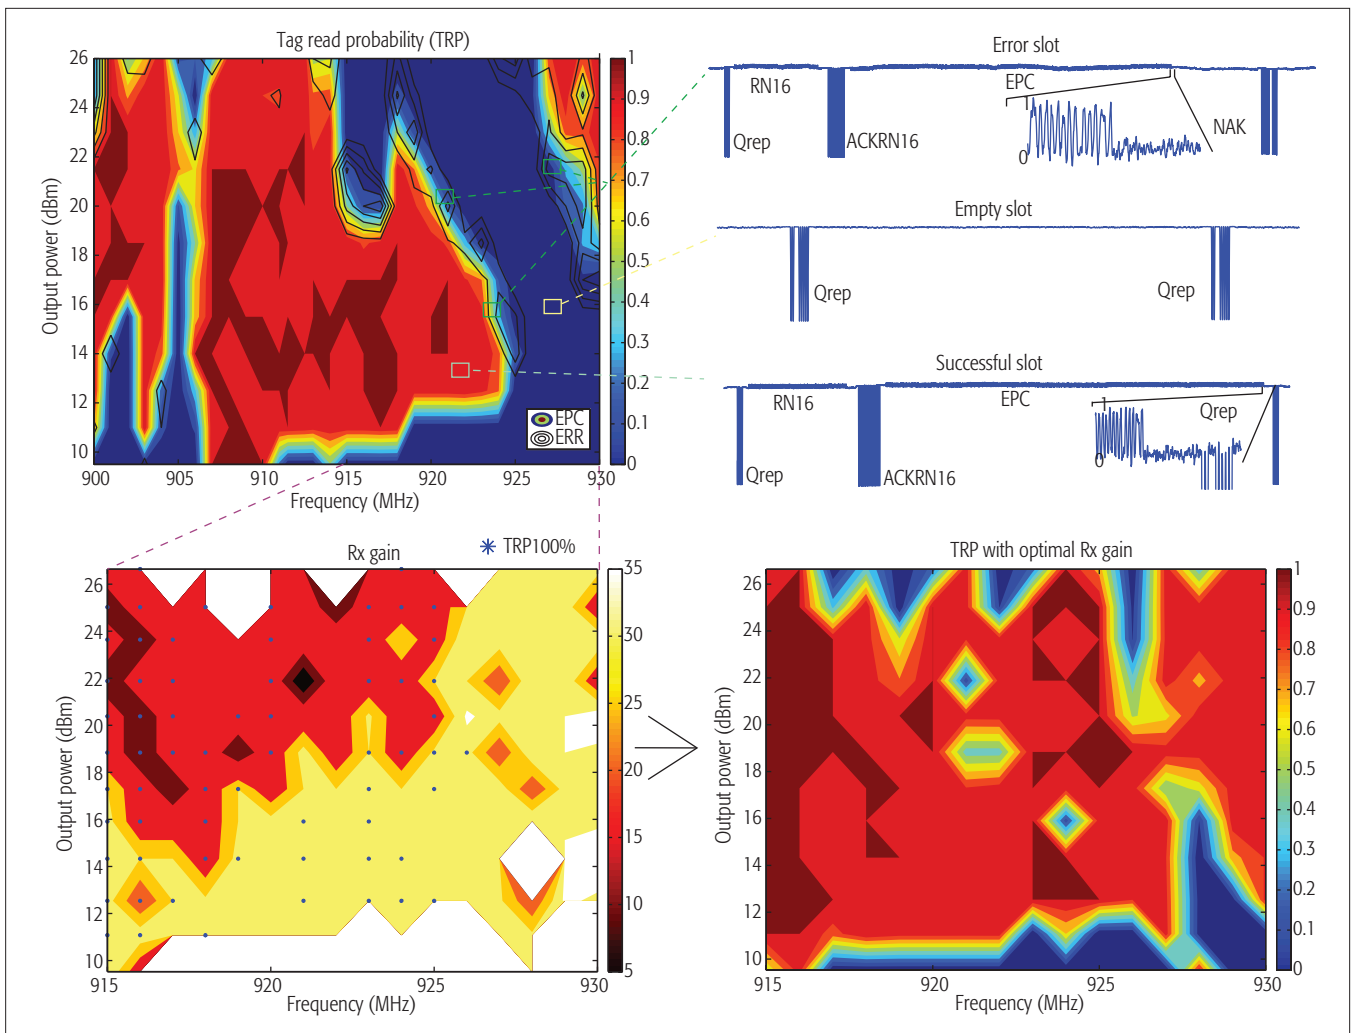 Tag read probability (TRP)
26
24
22
20
18
16
14
12
10
Output power (dBm)
900
905
910
915
920
925
930
Frequency (MHz)
EPC
ERR
1
0.9
0.8
0.7
0.6
0.5
0.4
0.3
0.2
0.1
0
Error slot
RN16
EPC
Qrep
ACKRN16
1
0
NAK
Empty slot
Qrep
Qrep
Successful slot
RN16
EPC
1
0
Qrep
Qrep
ACKRN16
Rx gain
TRP100%
26
24
22
20
18
16
14
12
10
Output power (dBm)
915
920
925
930
Frequency (MHz)
35
30
25
20
15
10
5
TRP with optimal Rx gain
26
24
22
20
18
16
14
12
10
Output power (dBm)
915
920
925
930
Frequency (MHz)
1
0.9
0.8
0.7
0.6
0.5
0.4
0.3
0.2
0.1
0